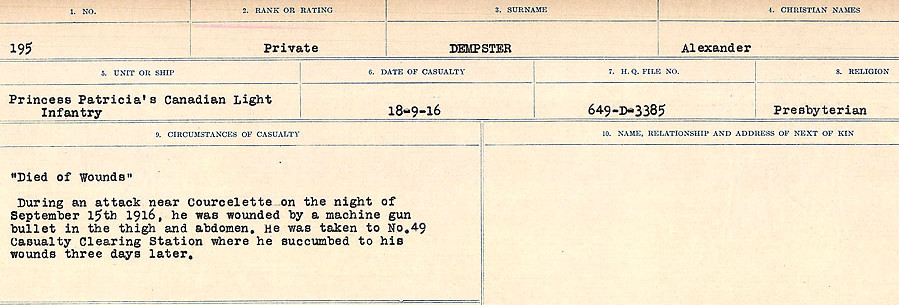 1. NO. 2. RANK OR RATING 3. SURNAME 4. CHRISTIAN NAMES
195 Private DEMPSTER Alexander
5. UNIT OR SHIP 6. DATE OF CASUALTY 7. H.Q. FILE NO. 8. RELIGION
Princess Patricia's Canadian Light
Infantry 18-9-16 649-D-3385 Presbyterian
9. CIRCUMSTANCES OF CASUALTY 10. NAME, RELATIONSHIP AND ADDRESS OF NEXT OF KIN
"Died of Wounds"
During an attack near Courcelette on the night of
September 15th 1916, he was wounded by a machine gun
bullet in the thigh and abdomen. He was taken to No.49
Casualty Clearing Station where he succumbed to his
wounds three days later.